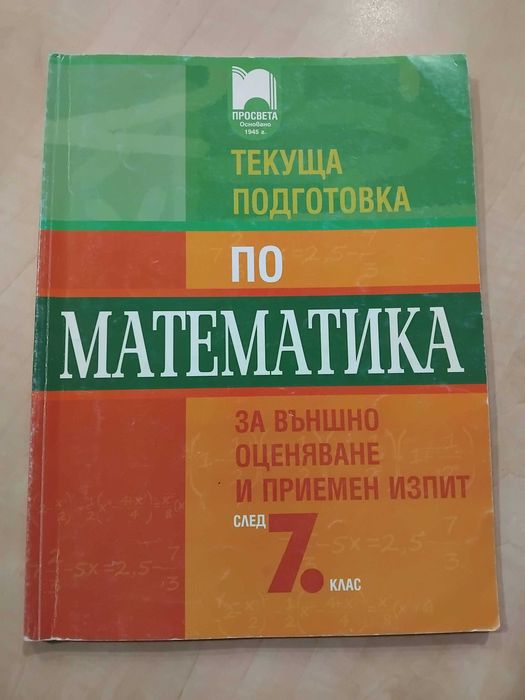 ПРОСВЕТА
Основано
1945 г.
ТЕКУЩА
ПОДГОТОВКА
ПО
МАТЕМАТИКА
ЗА ВЪНШНО
ОЦЕНЯВАНЕ
И ПРИЕМЕН ИЗПИТ
СЛЕД
7.
КЛАС